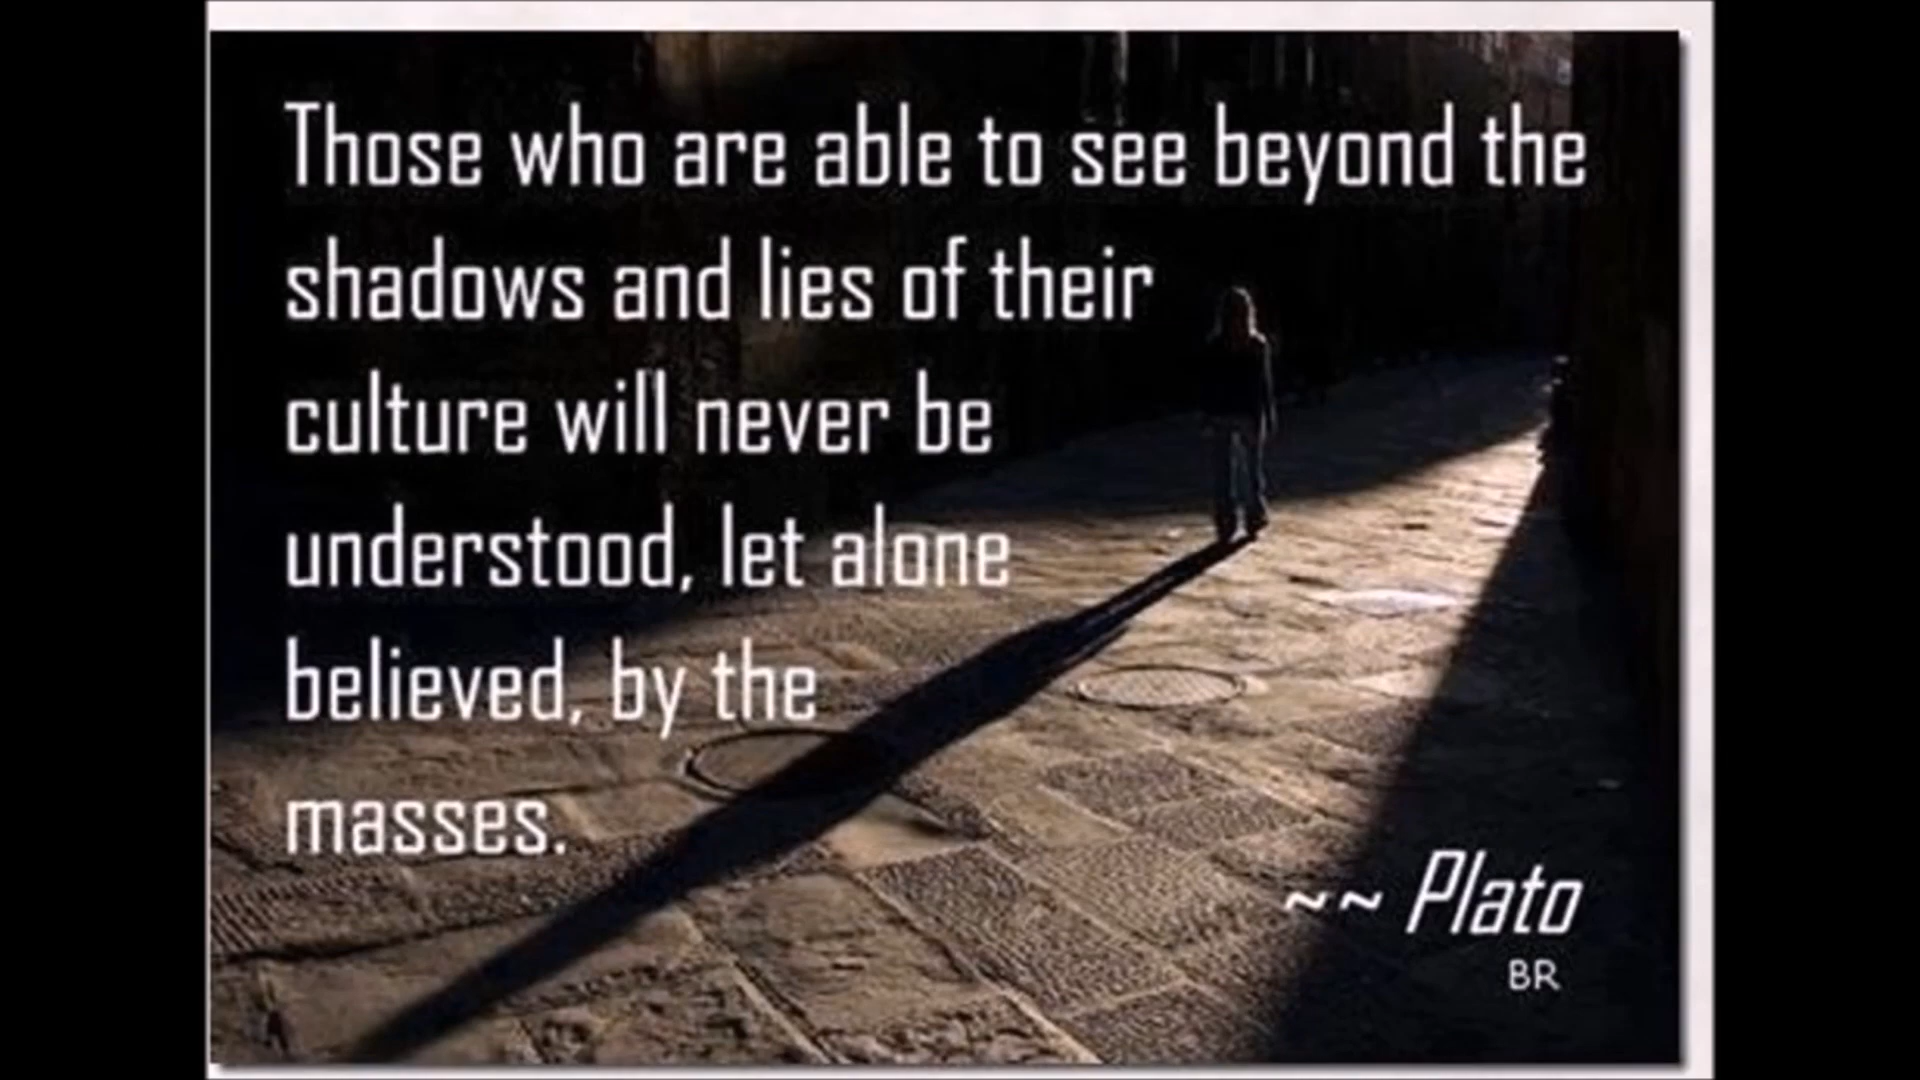 Those who are able to see beyond the
shadows and lies of their
culture will never be
understood, let alone
believed, by the
masses.
~~ Plato
BR